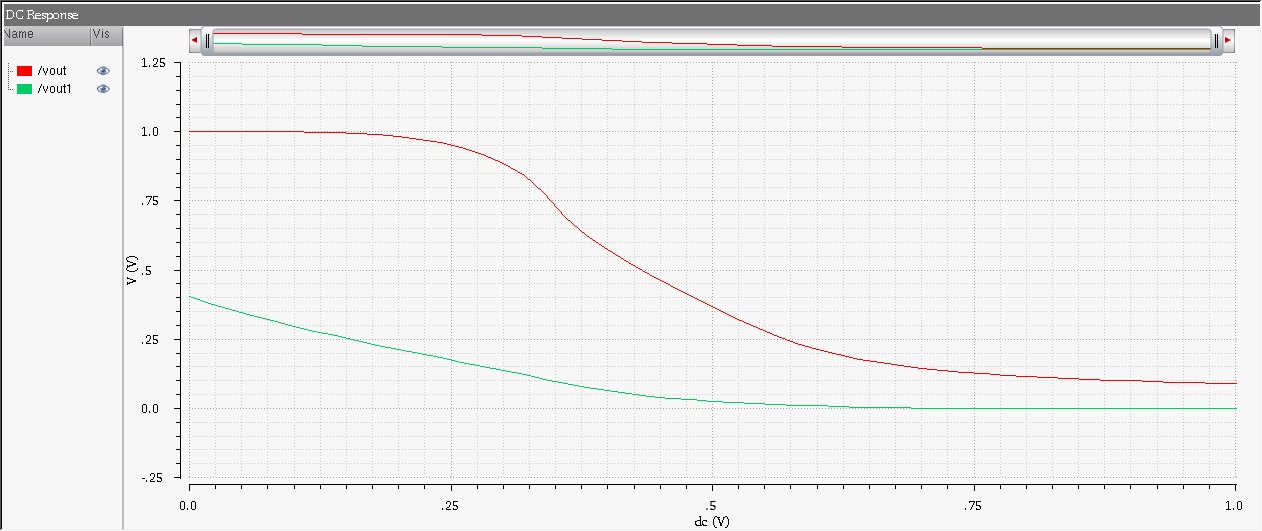 DC Response
Name Vis
/vout
/vout1
1.25
1.0
.75
.5
.25
0.0
-.25
V (V)
0.0 .25 .5 .75 1.0
dc (V)